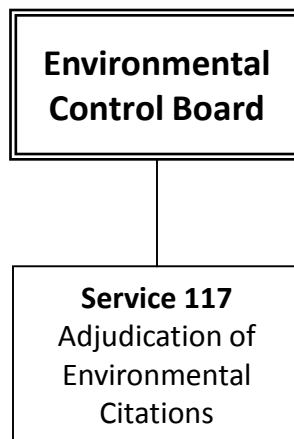 Environmental
Control Board
Service 117
Adjudication of
Environmental
Citations